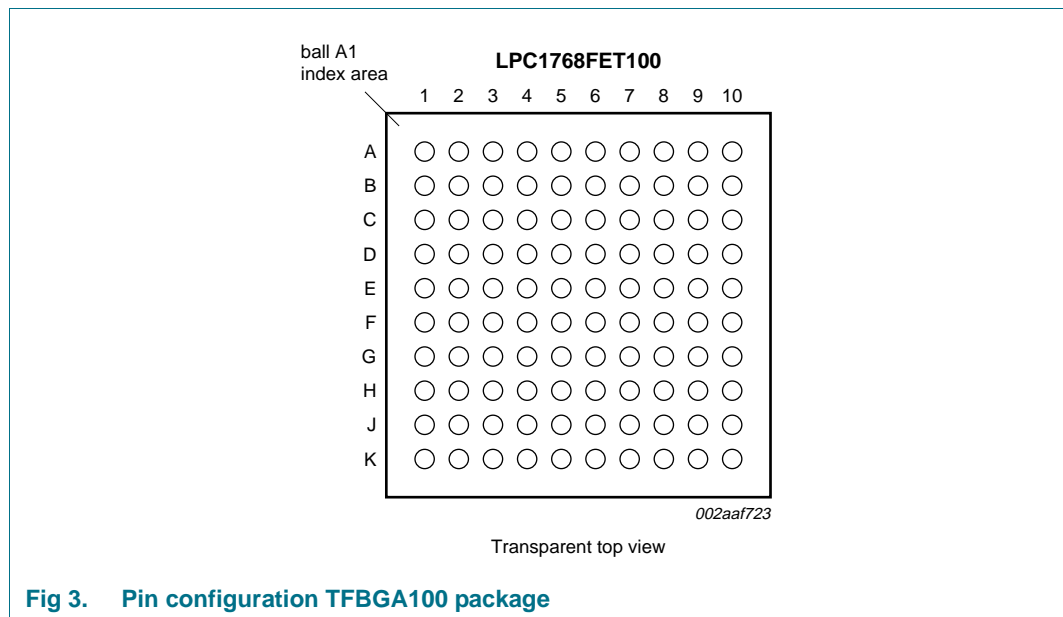 ball A1
index area
LPC1768FET100
1 2 3 4 5 6 7 8 9 10
A
B
C
D
E
F
G
H
J
K
002aaf723
Transparent top view
Fig 3. Pin configuration TFBGA100 package